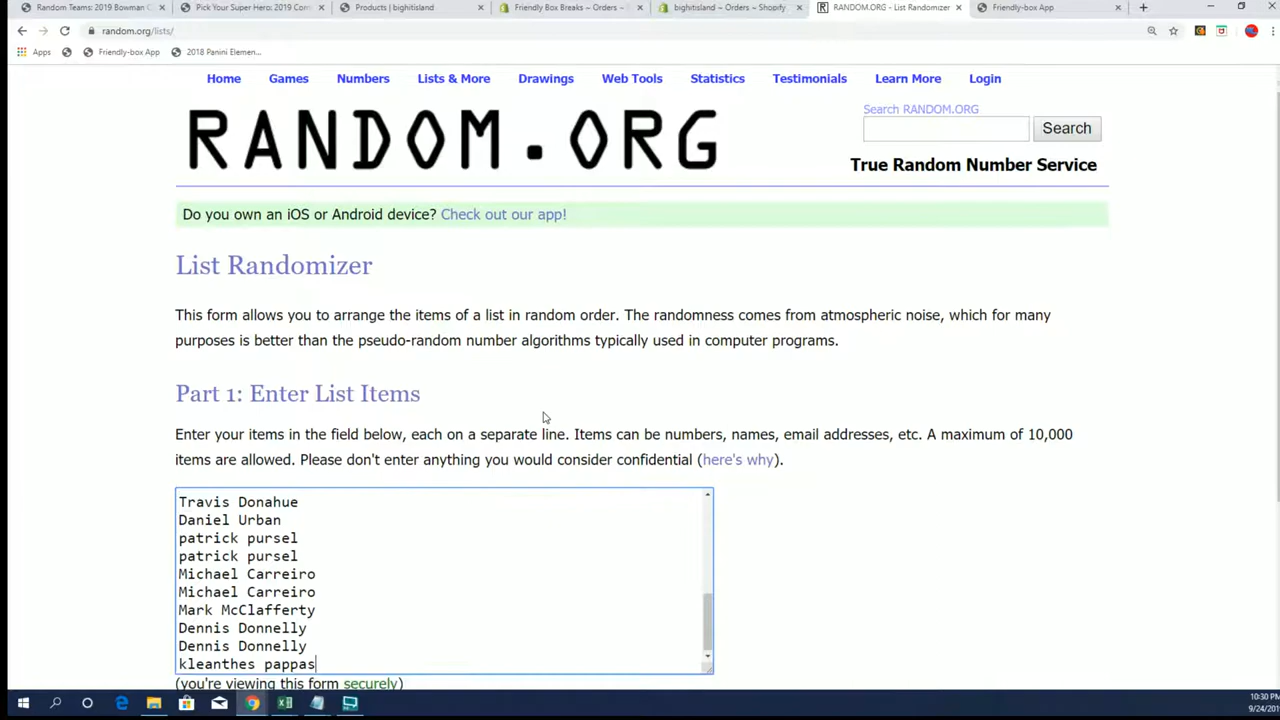 Random Teams: 2019 Bowman C
Pick Your Super Hero: 2019 Com
Products | bighitisland
Friendly Box Breaks ~ Orders ~ S
bighitisland ~ Orders ~ Shopify
RANDOM.ORG - List Randomizer
Friendly-box App
random.org/lists/
Apps
Friendly-box App
2018 Panini Elemen...
Home Games Numbers Lists & More Drawings Web Tools Statistics Testimonials Learn More Login
RANDOM.ORG
Search RANDOM.ORG
Search
True Random Number Service
Do you own an iOS or Android device? Check out our app!
List Randomizer
This form allows you to arrange the items of a list in random order. The randomness comes from atmospheric noise, which for many
purposes is better than the pseudo-random number algorithms typically used in computer programs.
Part 1: Enter List Items
Enter your items in the field below, each on a separate line. Items can be numbers, names, email addresses, etc. A maximum of 10,000
items are allowed. Please don't enter anything you would consider confidential (here's why).
Travis Donahue
Daniel Urban
patrick pursel
patrick pursel
Michael Carreiro
Michael Carreiro
Mark McClafferty
Dennis Donnelly
Dennis Donnelly
kleanthes pappas
(you're viewing this form securely)
10:30 PM
9/24/201